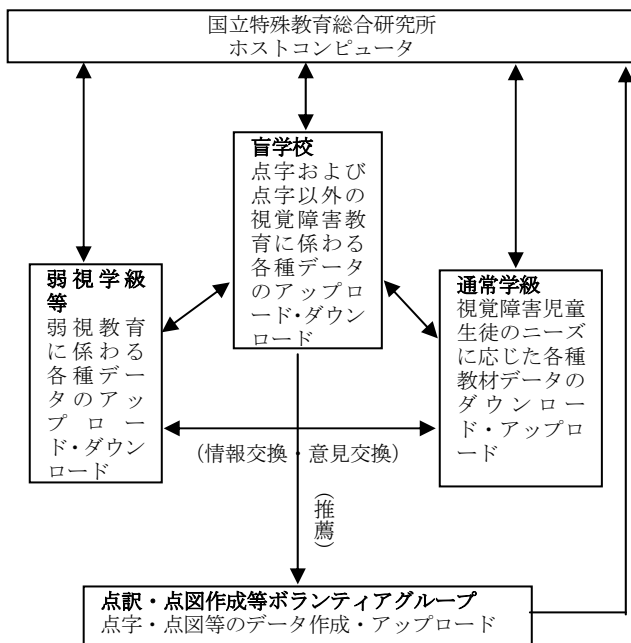 国立特殊教育総合研究所
ホストコンピュータ
盲学校
点字および
点字以外の
視覚障害教
育に係わる
各種データ
のアップロ
ード・ダウン
ロード
弱視学級
等
弱視教育
に係わる
各種デー
タのアッ
プロー
ド・ダウン
ロード
通常学級
視覚障害児童
生徒のニーズ
に応じた各種
教材データの
ダウンロー
ド・アップロ
ード
(情報交換・意見交換)
(推薦)
点訳・点図作成等ボランティアグループ
点字・点図等のデータ作成・アップロード